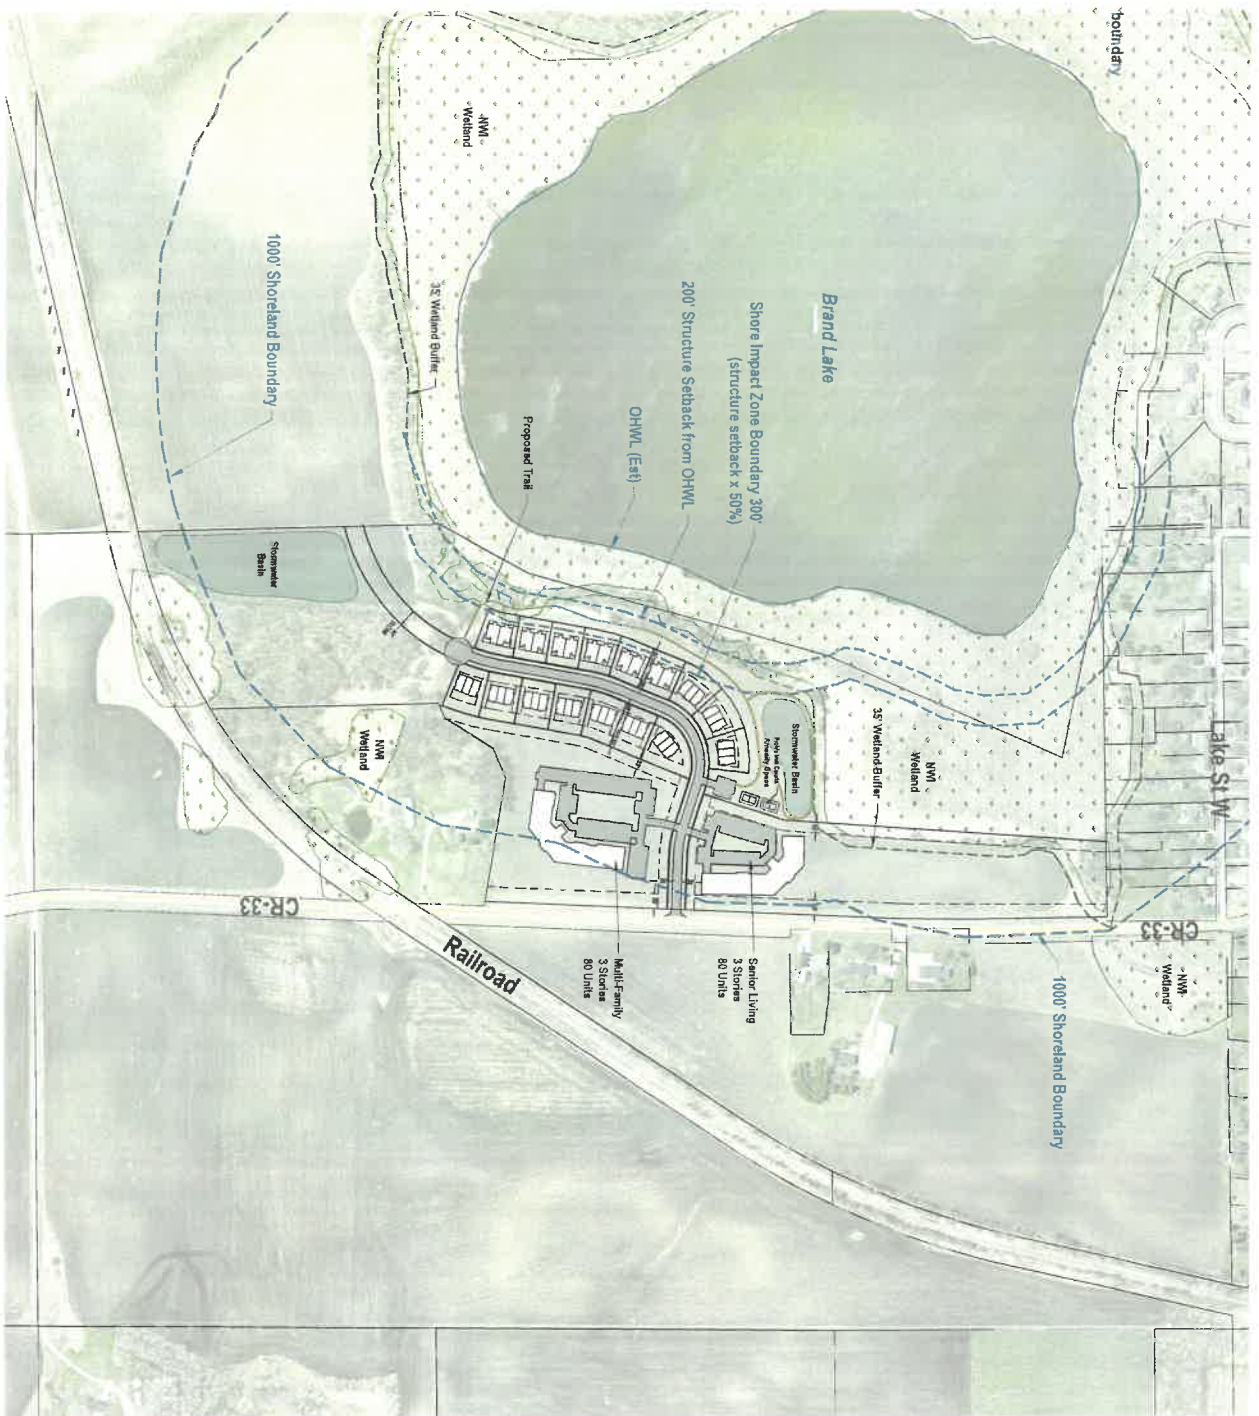 boundary
NWI
Wetland
1000' Shoreland Boundary
35' Wetland Buffer
Brand Lake
Shore Impact Zone Boundary 300'
(structure setback x 50%)
200' Structure Setback from OHWL
OHWL (Est)
Proposed Trail
Stormwater
Basin
Stormwater Basin
35' Wetland Buffer
NWI
Wetland
Lake St W
NWI
Wetland
CR-33
CR-33
NWI
Wetland
Railroad
Senior Living
3 Stories
80 Units
Multi-Family
3 Stories
80 Units
1000' Shoreland Boundary